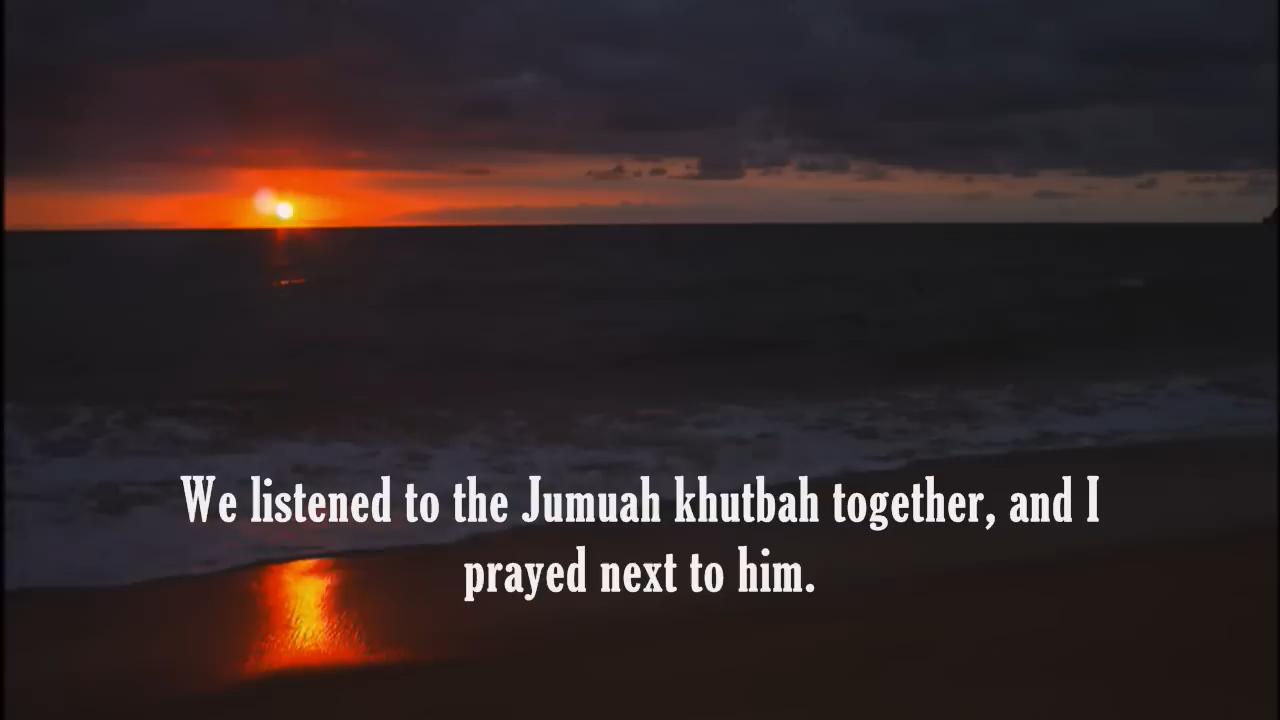 We listened to the Jumuah khutbah together, and I
prayed next to him.